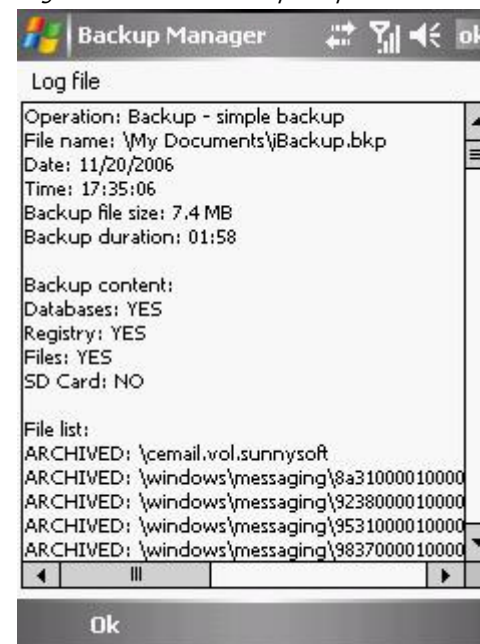 Backup Manager
ok
Log file
Operation: Backup - simple backup
File name: \My Documents\iBackup.bkp
Date: 11/20/2006
Time: 17:35:06
Backup file size: 7.4 MB
Backup duration: 01:58
Backup content:
Databases: YES
Registry: YES
Files: YES
SD Card: NO
File list:
ARCHIVED: \cemail.vol.sunnysoft
ARCHIVED: \windows\messaging\8a31000010000
ARCHIVED: \windows\messaging\9238000010000
ARCHIVED: \windows\messaging\9531000010000
ARCHIVED: \windows\messaging\9837000010000
Ok